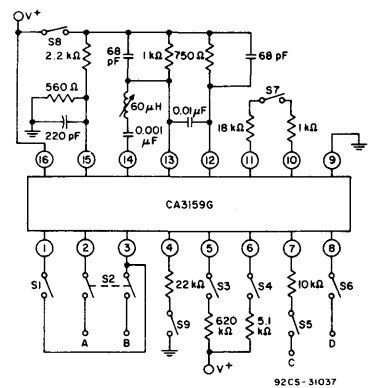 V+
S8
2.2 kΩ
68 pF
1 kΩ
750 Ω
68 pF
560 Ω
60 μH
0.01 μF
S7
220 pF
0.001 μF
18 kΩ
1 kΩ
16 15 14 13 12 11 10 9
CA3159G
1 2 3 4 5 6 7 8
S1 S2 22 kΩ S3 S4 10 kΩ S6
S9 620 kΩ 5.1 kΩ S5
A B C D
V+
92CS-31037